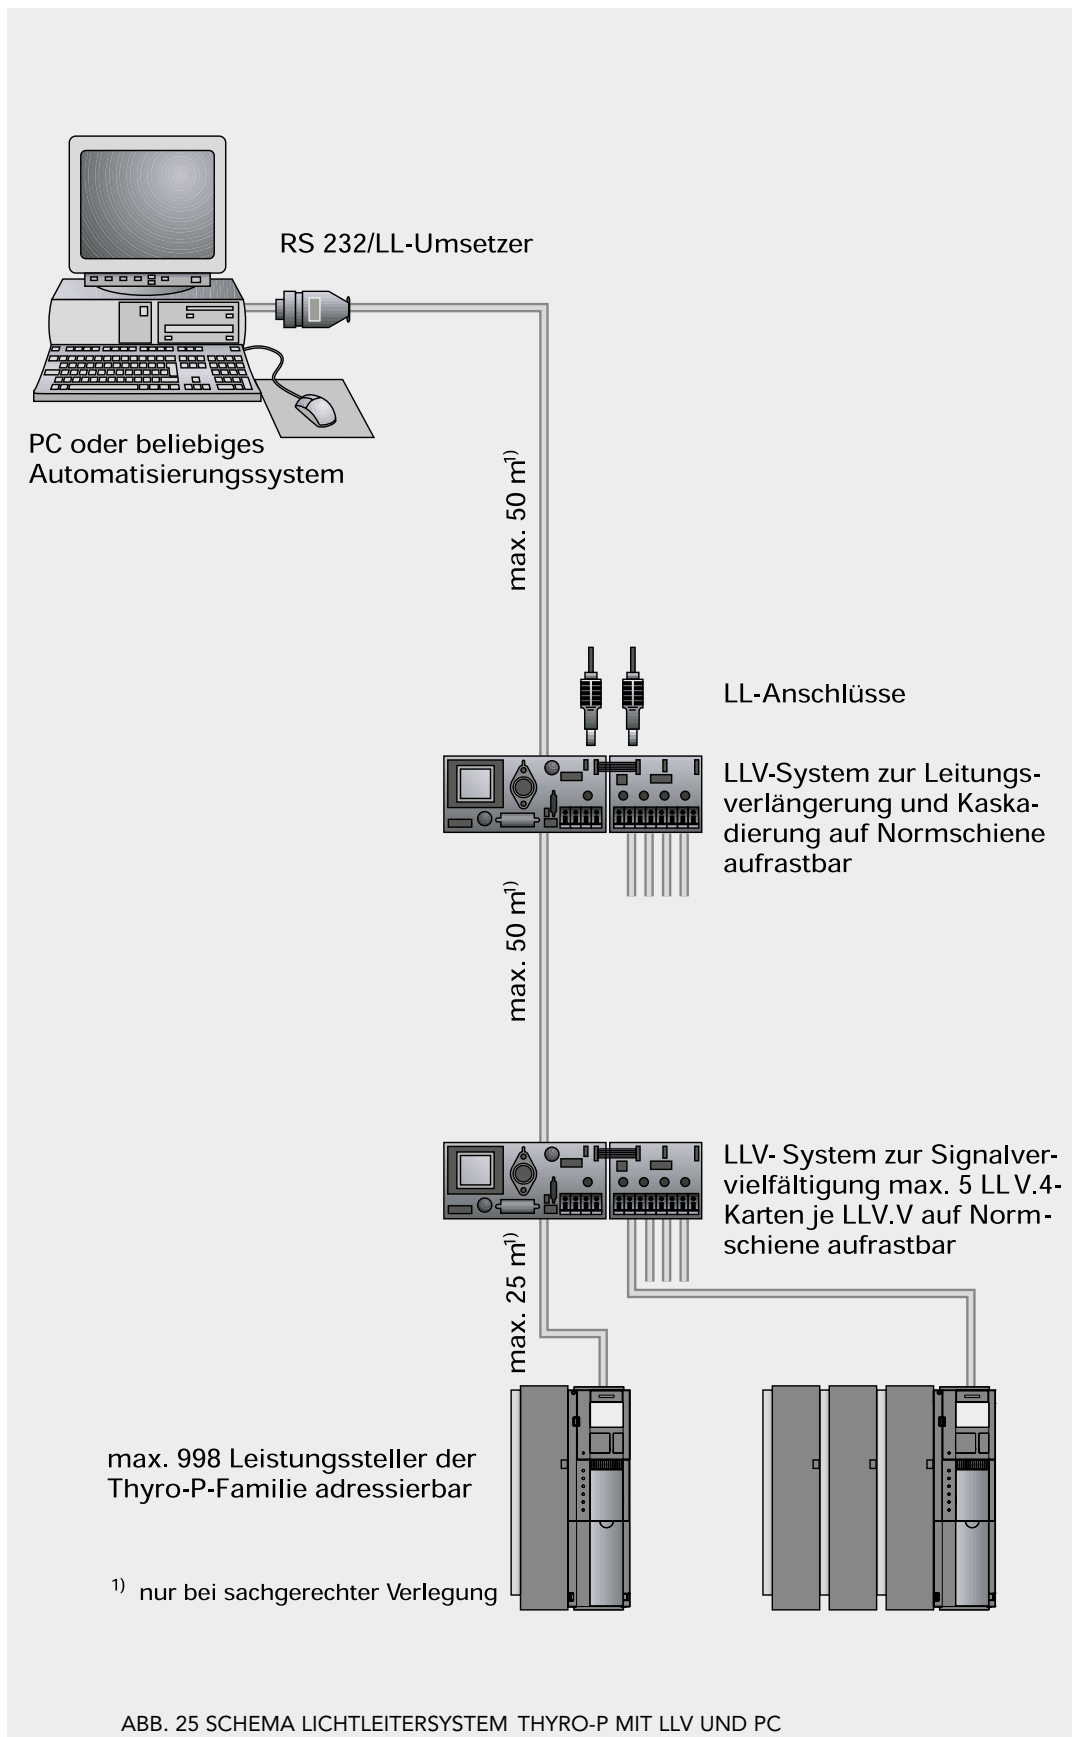 RS 232/LL-Umsetzer
PC oder beliebiges
Automatisierungssystem
max. 50 m1)
LL-Anschlüsse
LLV-System zur Leitungs-
verlängerung und Kaska-
dierung auf Normschiene
aufrastbar
max. 50 m1)
LLV- System zur Signalver-
vielfältigung max. 5 LLV.4-
Karten je LLV.V auf Norm-
schiene aufrastbar
max. 25 m1)
max. 998 Leistungssteller der
Thyro-P-Familie adressierbar
1) nur bei sachgerechter Verlegung
ABB. 25 SCHEMA LICHTLEITERSYSTEM THYRO-P MIT LLV UND PC